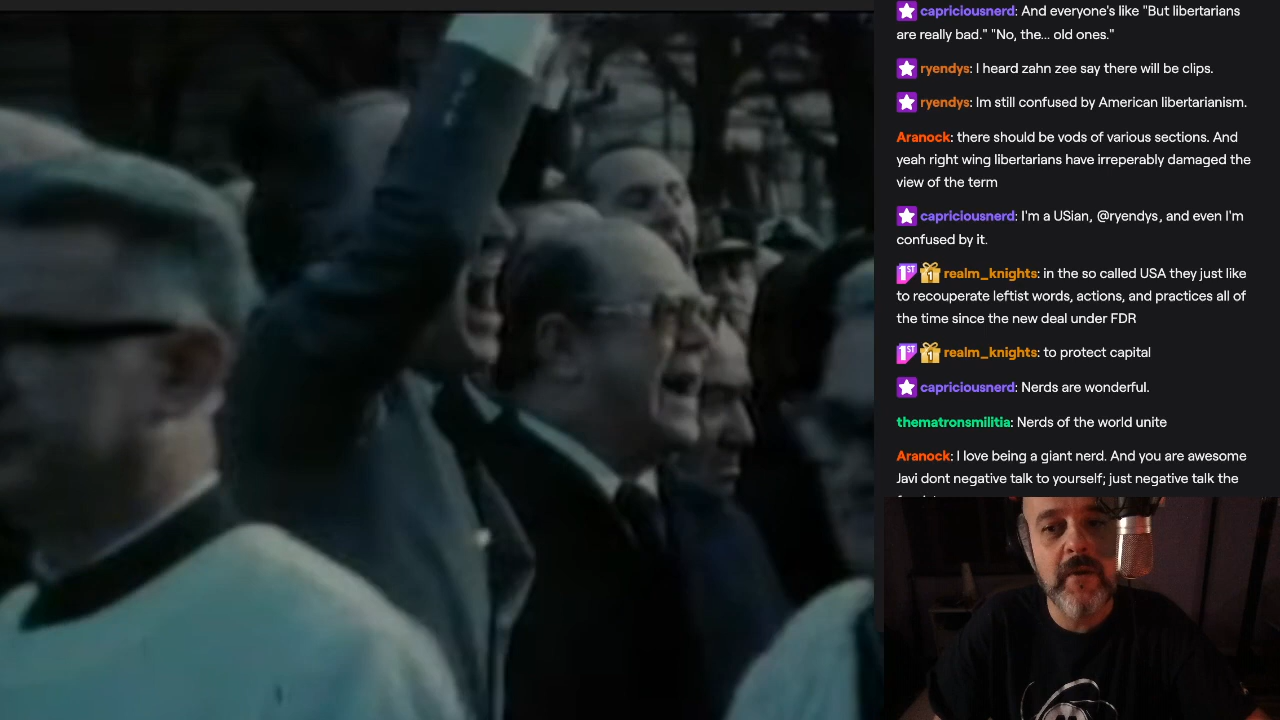 capriciousnerd: And everyone's like "But libertarians
are really bad." "No, the... old ones."
ryendys: I heard zahn zee say there will be clips.
ryendys: Im still confused by American libertarianism.
Aranock: there should be vods of various sections. And
yeah right wing libertarians have irreperably damaged the
view of the term
capriciousnerd: I'm a USian, @ryendys, and even I'm
confused by it.
1ST 1 realm_knights: in the so called USA they just like
to recouperate leftist words, actions, and practices all of
the time since the new deal under FDR
1ST 1 realm_knights: to protect capital
capriciousnerd: Nerds are wonderful.
thematronsmilitia: Nerds of the world unite
Aranock: I love being a giant nerd. And you are awesome
Javi dont negative talk to yourself; just negative talk the